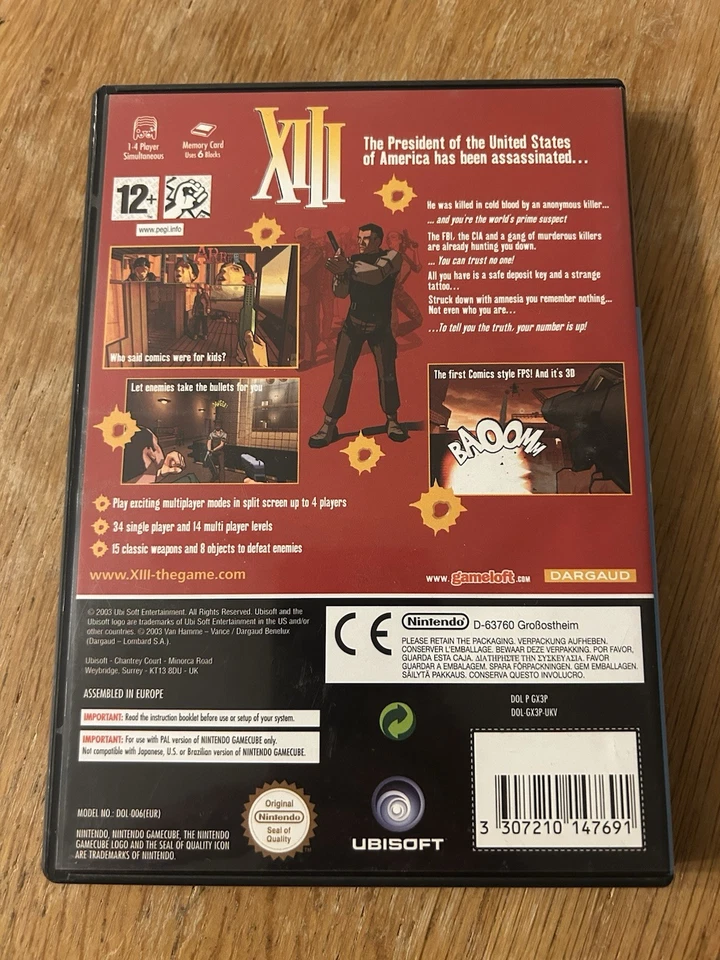 1-4 Player
Simultaneous
Memory Card
Uses 6 Blocks
XIII
The President of the United States
of America has been assassinated...
12+
www.pegi.info
He was killed in cold blood by an anonymous killer...
... and you're the world's prime suspect
The FBI, the CIA and a gang of murderous killers
are already hunting you down.
... You can trust no one!
All you have is a safe deposit key and a strange
tattoo...
Struck down with amnesia you remember nothing...
Not even who you are...
...To tell you the truth, your number is up!
Who said comics were for kids?
Let enemies take the bullets for you
The first Comics style FPS! And it's 3D
BAOOMM
Play exciting multiplayer modes in split screen up to 4 players
34 single player and 14 multi player levels
15 classic weapons and 8 objects to defeat enemies
www.XIII-thegame.com
www.gameloft.com
DARGAUD
© 2003 Ubi Soft Entertainment. All Rights Reserved. Ubisoft and the
Ubisoft logo are trademarks of Ubi Soft Entertainment in the US and/or
other countries. © 2003 Van Hamme – Vance / Dargaud Benelux
(Dargaud – Lombard S.A.).
Ubisoft - Chantrey Court - Minorca Road
Weybridge, Surrey - KT13 8DU - UK
ASSEMBLED IN EUROPE
IMPORTANT: Read the instruction booklet before use or setup of your system.
IMPORTANT: For use with PAL version of NINTENDO GAMECUBE only.
Not compatible with Japanese, U.S. or Brazilian version of NINTENDO GAMECUBE.
CE
Nintendo D-63760 Großostheim
PLEASE RETAIN THE PACKAGING. VERPACKUNG AUFHEBEN.
CONSERVER L'EMBALLAGE. BEWAAR DEZE VERPAKKING. POR FAVOR,
GUARDA ESTA CAJA. ΔΙΑΤΗΡΗΣΤΕ ΤΗΝ ΣΥΣΚΕΥΑΣΙΑ. FAVOR
GUARDAR A EMBALAGEM. SPARA FÖRPACKNINGEN. GEM EMBALLAGEN.
SÄILYTÄ PAKKAUS. CONSERVA QUESTO INVOLUCRO.
DOL P GX3P
DOL-GX3P-UKV
MODEL NO.: DOL-006(EUR)
NINTENDO, NINTENDO GAMECUBE, THE NINTENDO
GAMECUBE LOGO AND THE SEAL OF QUALITY ICON
ARE TRADEMARKS OF NINTENDO.
Original
Nintendo
Seal of
Quality
UBISOFT
3 307210 147691